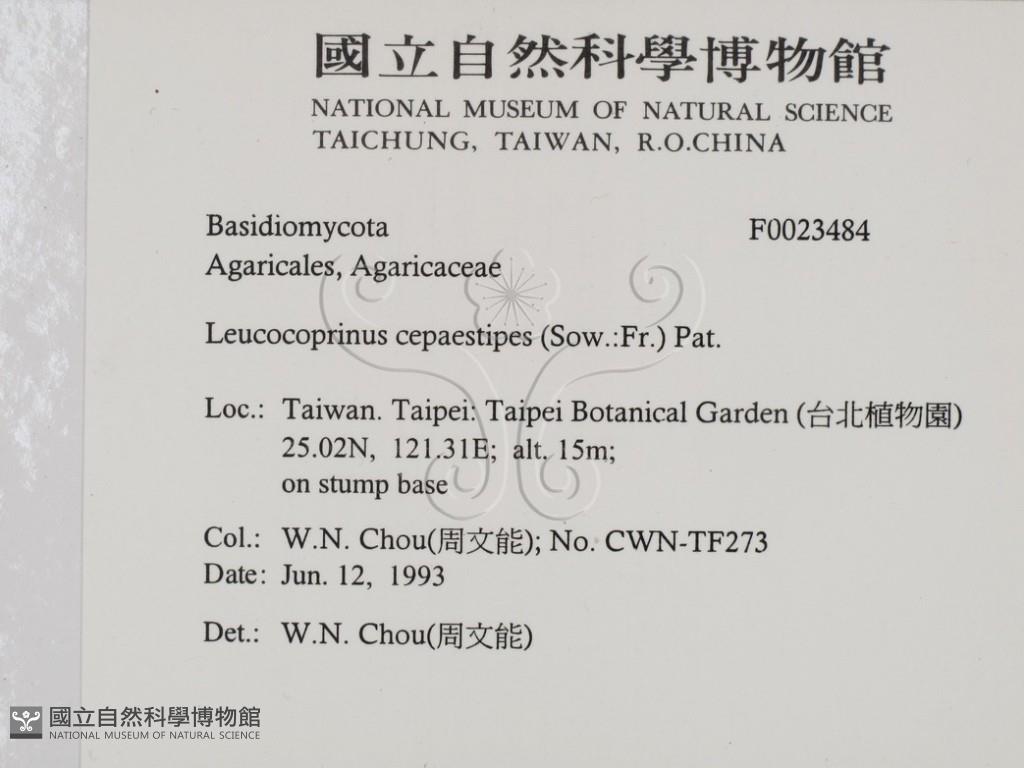 國立自然科學博物館
NATIONAL MUSEUM OF NATURAL SCIENCE
TAICHUNG, TAIWAN, R.O.CHINA
Basidiomycota F0023484
Agaricales, Agaricaceae
Leucocoprinus cepaestipes (Sow.:Fr.) Pat.
Loc.: Taiwan. Taipei: Taipei Botanical Garden (台北植物園)
25.02N, 121.31E; alt. 15m;
on stump base
Col.: W.N. Chou(周文能); No. CWN-TF273
Date: Jun. 12, 1993
Det.: W.N. Chou(周文能)
國立自然科學博物館
NATIONAL MUSEUM OF NATURAL SCIENCE